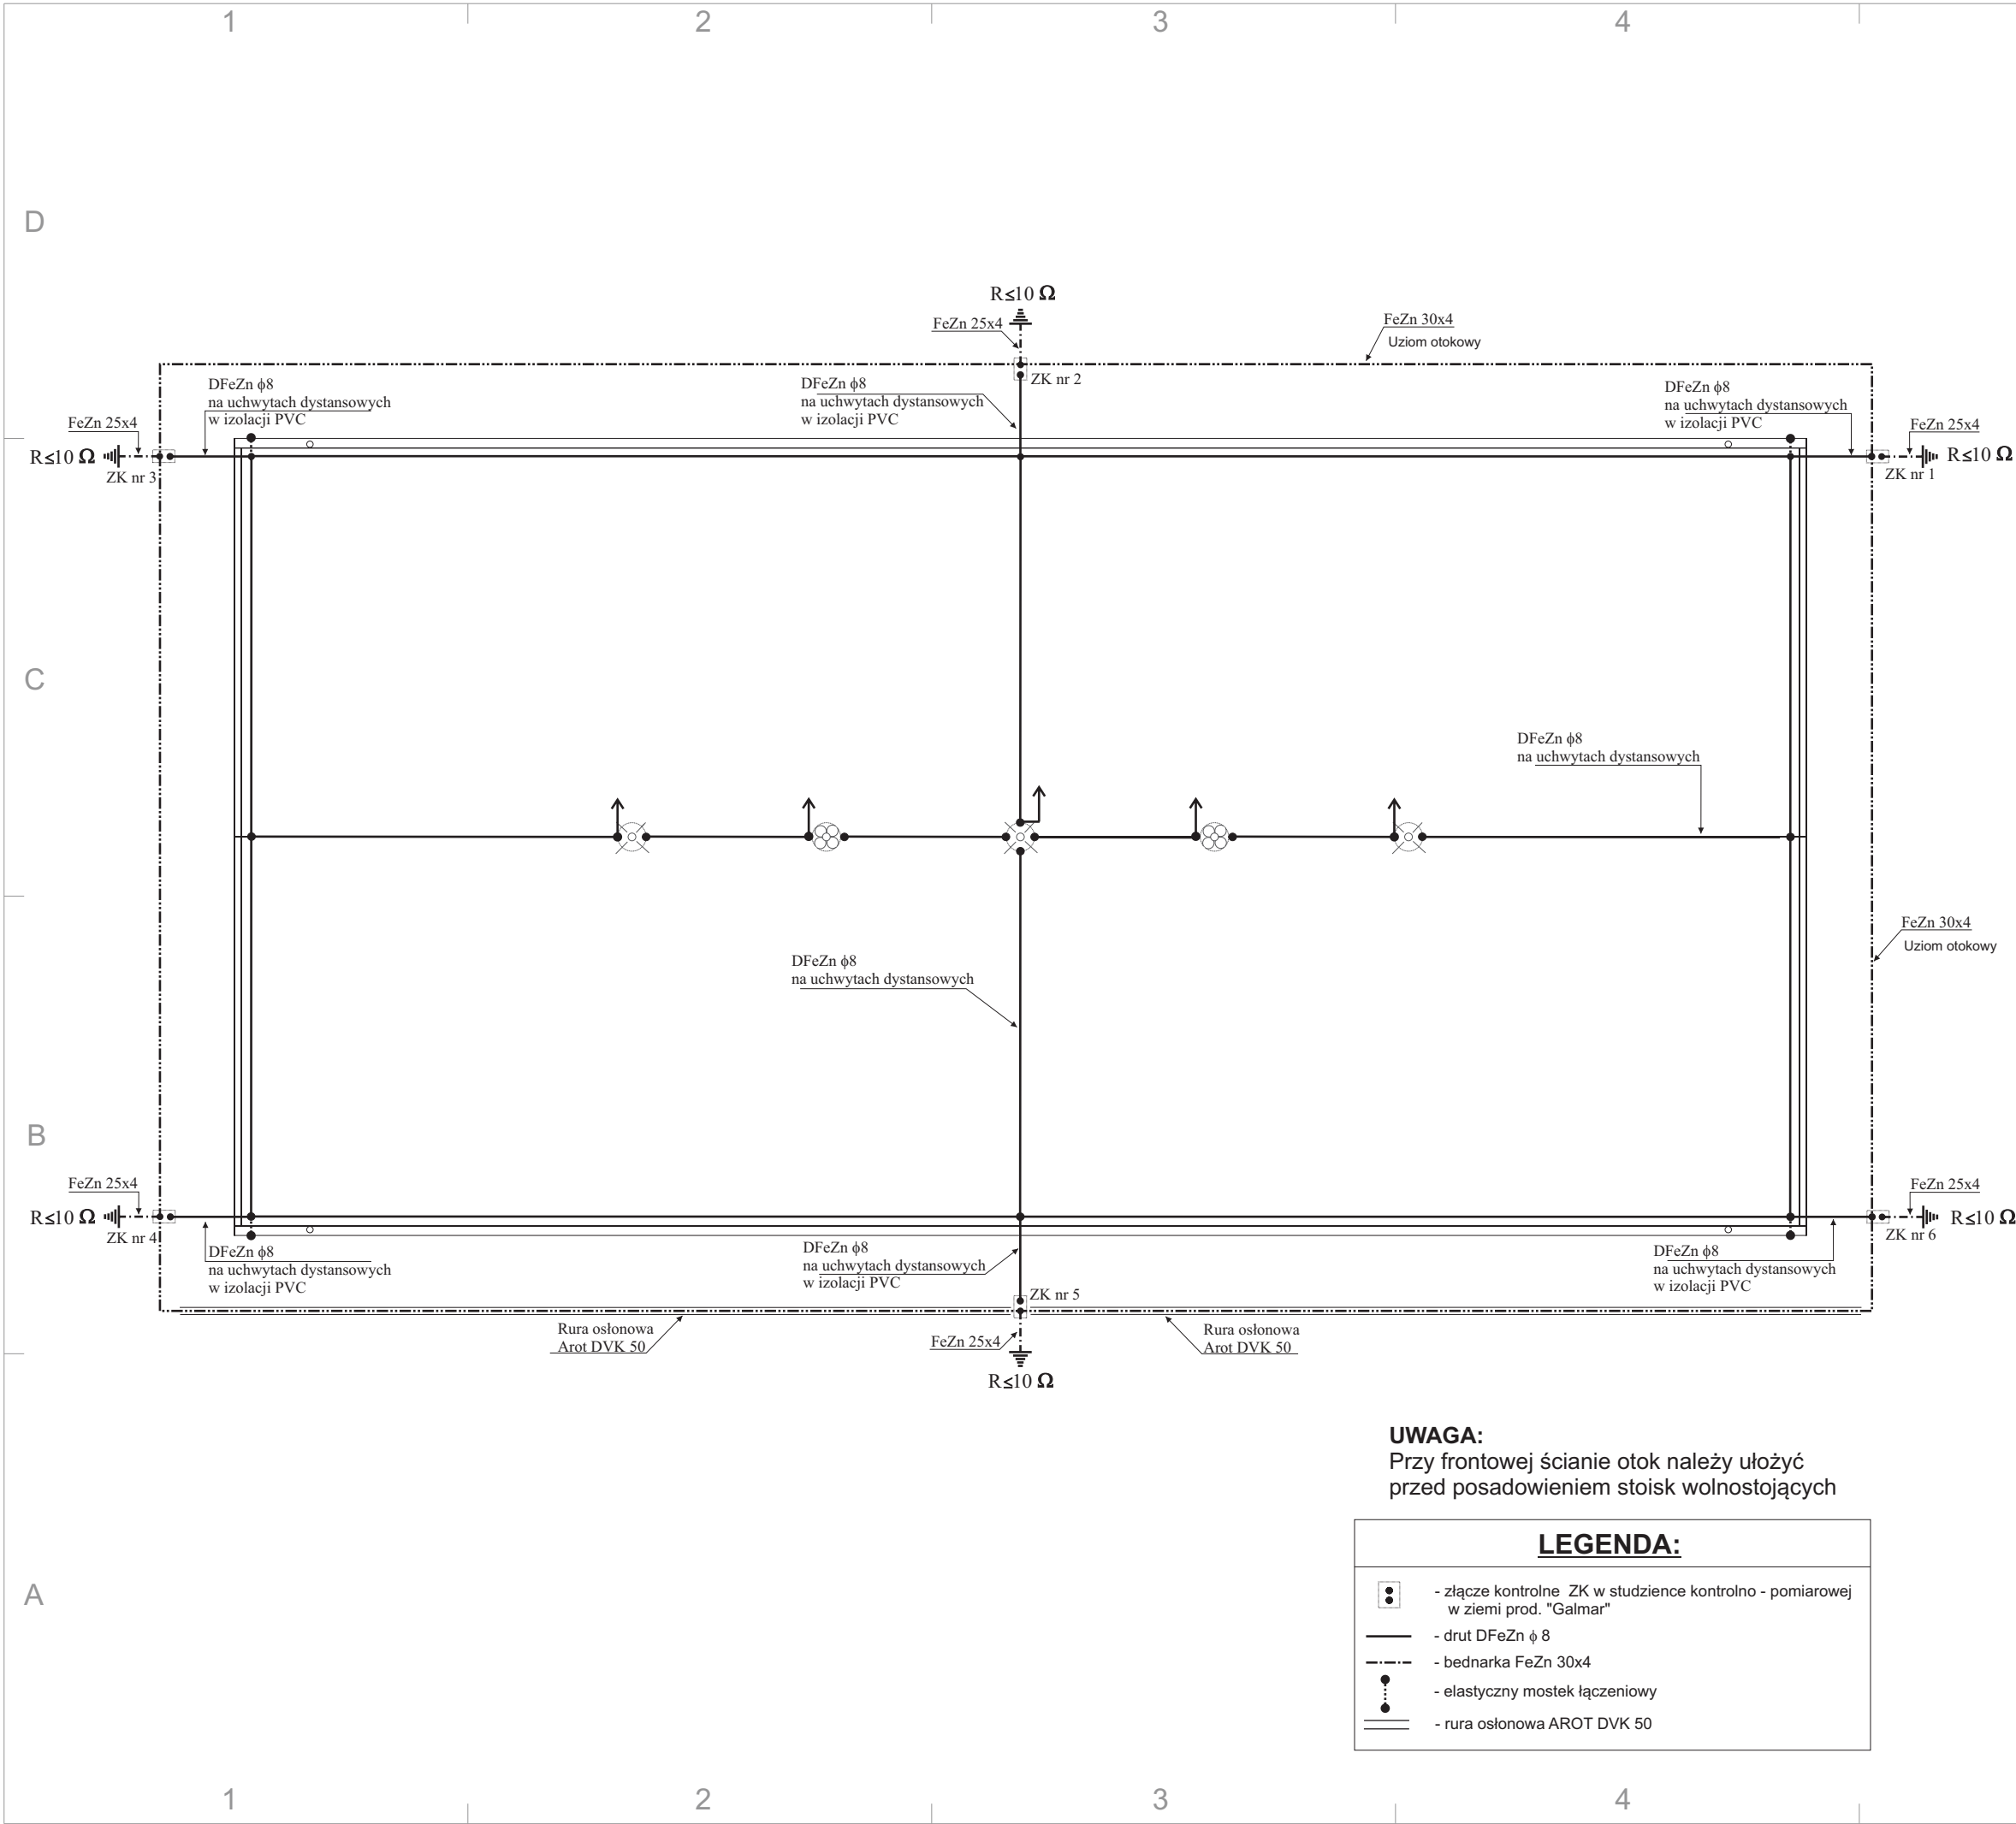 1 2 3 4
D
R≤10 Ω
FeZn 25x4
FeZn 30x4
Uziom otokowy
ZK nr 2
DFeZn ϕ8
na uchwytach dystansowych
w izolacji PVC
DFeZn ϕ8
na uchwytach dystansowych
w izolacji PVC
DFeZn ϕ8
na uchwytach dystansowych
w izolacji PVC
FeZn 25x4
R≤10 Ω
ZK nr 3
FeZn 25x4
R≤10 Ω
ZK nr 1
C
DFeZn ϕ8
na uchwytach dystansowych
FeZn 30x4
Uziom otokowy
DFeZn ϕ8
na uchwytach dystansowych
B
FeZn 25x4
R≤10 Ω
ZK nr 4
FeZn 25x4
R≤10 Ω
ZK nr 6
DFeZn ϕ8
na uchwytach dystansowych
w izolacji PVC
DFeZn ϕ8
na uchwytach dystansowych
w izolacji PVC
DFeZn ϕ8
na uchwytach dystansowych
w izolacji PVC
ZK nr 5
Rura osłonowa
Arot DVK 50
FeZn 25x4
Rura osłonowa
Arot DVK 50
R≤10 Ω
UWAGA:
Przy frontowej ścianie otok należy ułożyć
przed posadowieniem stoisk wolnostojących
LEGENDA:
A
- złącze kontrolne ZK w studzience kontrolno - pomiarowej
w ziemi prod. "Galmar"
- drut DFeZn ϕ 8
- bednarka FeZn 30x4
- elastyczny mostek łączeniowy
- rura osłonowa AROT DVK 50
1 2 3 4